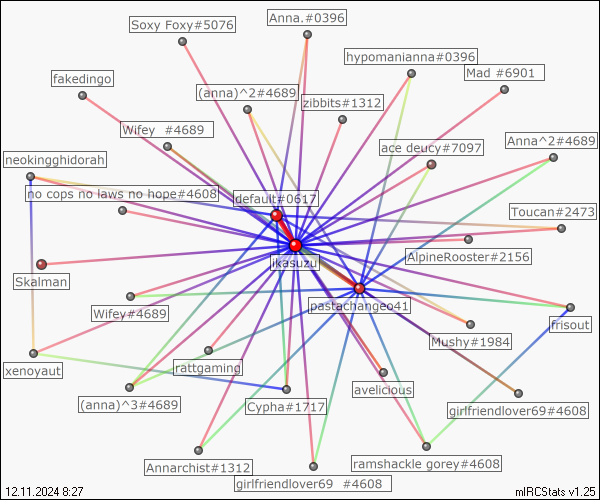 Anna.#0396
Soxy Foxy#5076
hypomanianna#0396
Mad #6901
fakedingo
(anna)^2#4689
zibbits#1312
Wifey #4689
ace deucy#7097
Anna^2#4689
neokingghidorah
no cops no laws no hope#4608
default#0617
Toucan#2473
AlpineRooster#2156
ikasuzu
Skalman
pastachangeo41
Wifey#4689
frisout
Mushy#1984
xenoyaut
rattgaming
avelicious
(anna)^3#4689
Cypha#1717
girlfriendlover69#4608
Annarchist#1312
ramshackle gorey#4608
girlfriendlover69 #4608
12.11.2024 8:27
mIRCStats v1.25